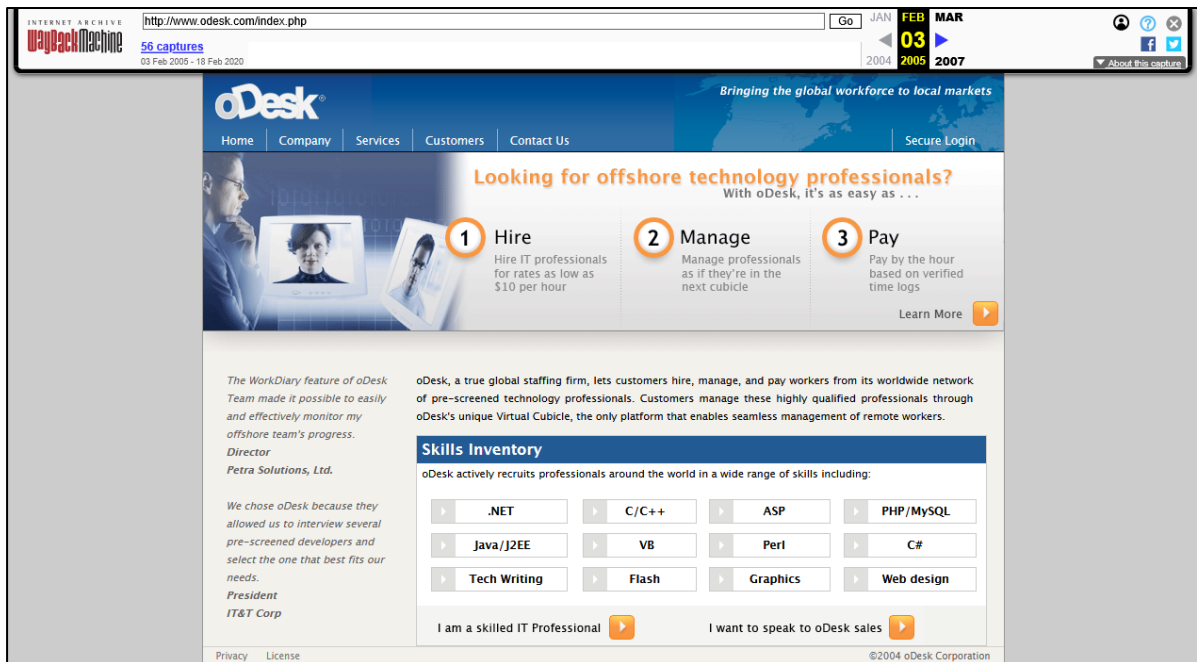 INTERNET ARCHIVE
WayBackMachine
http://www.odesk.com/index.php
Go
JAN FEB MAR
56 captures
03
03 Feb 2005 - 18 Feb 2020
2004 2005 2007
About this capture
oDesk®
Bringing the global workforce to local markets
Home Company Services Customers Contact Us Secure Login
Looking for offshore technology professionals?
With oDesk, it's as easy as . . .
1 Hire
Hire IT professionals
for rates as low as
$10 per hour
2 Manage
Manage professionals
as if they're in the
next cubicle
3 Pay
Pay by the hour
based on verified
time logs
Learn More
The WorkDiary feature of oDesk
Team made it possible to easily
and effectively monitor my
offshore team's progress.
Director
Petra Solutions, Ltd.
We chose oDesk because they
allowed us to interview several
pre-screened developers and
select the one that best fits our
needs.
President
IT&T Corp
oDesk, a true global staffing firm, lets customers hire, manage, and pay workers from its worldwide network
of pre-screened technology professionals. Customers manage these highly qualified professionals through
oDesk's unique Virtual Cubicle, the only platform that enables seamless management of remote workers.
Skills Inventory
oDesk actively recruits professionals around the world in a wide range of skills including:
.NET C/C++ ASP PHP/MySQL
Java/J2EE VB Perl C#
Tech Writing Flash Graphics Web design
I am a skilled IT Professional I want to speak to oDesk sales
Privacy License ©2004 oDesk Corporation